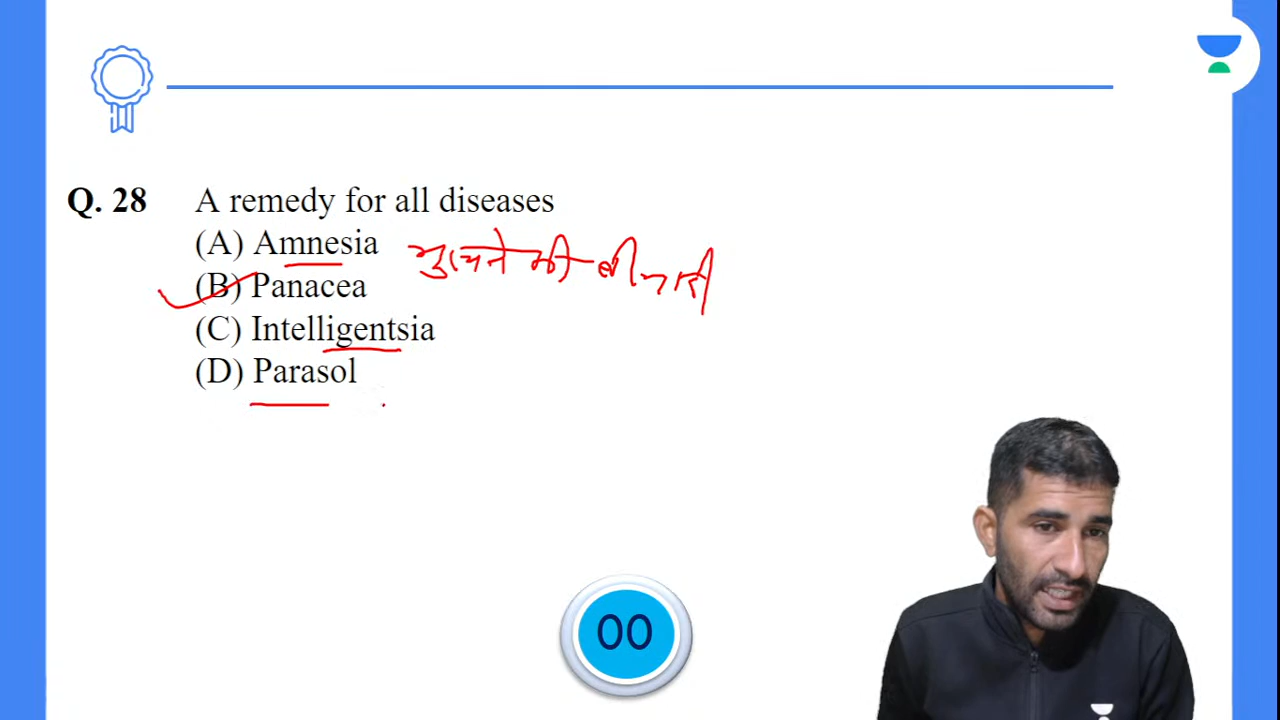 Q. 28 A remedy for all diseases
(A) Amnesia भुलने की बीमारी
(B) Panacea
(C) Intelligentsia
(D) Parasol
00